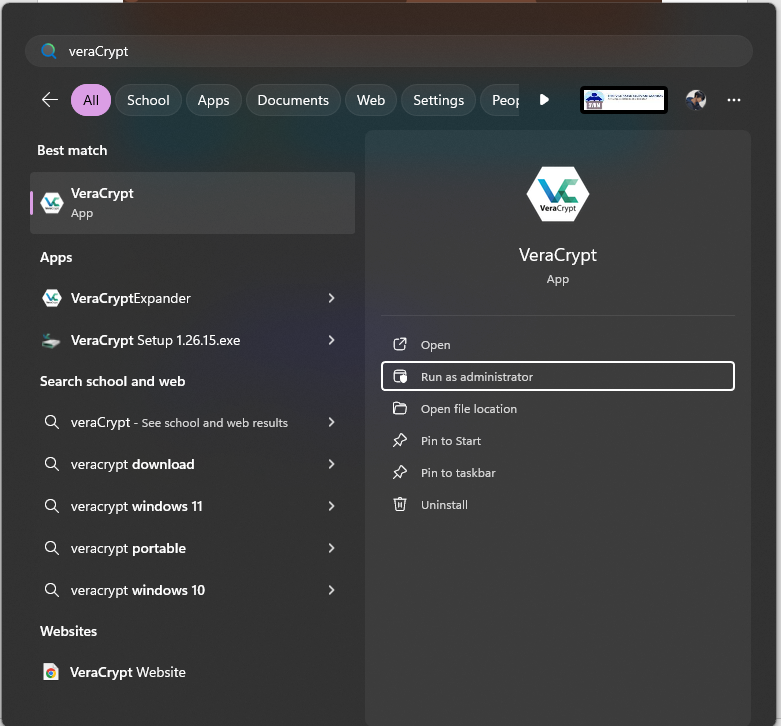 veraCrypt
All
School
Apps
Documents
Web
Settings
Peop
Best match
VeraCrypt
App
Apps
VeraCryptExpander
VeraCrypt Setup 1.26.15.exe
Search school and web
veraCrypt - See school and web results
veracrypt download
veracrypt windows 11
veracrypt portable
veracrypt windows 10
Websites
VeraCrypt Website
VeraCrypt
VeraCrypt
App
Open
Run as administrator
Open file location
Pin to Start
Pin to taskbar
Uninstall